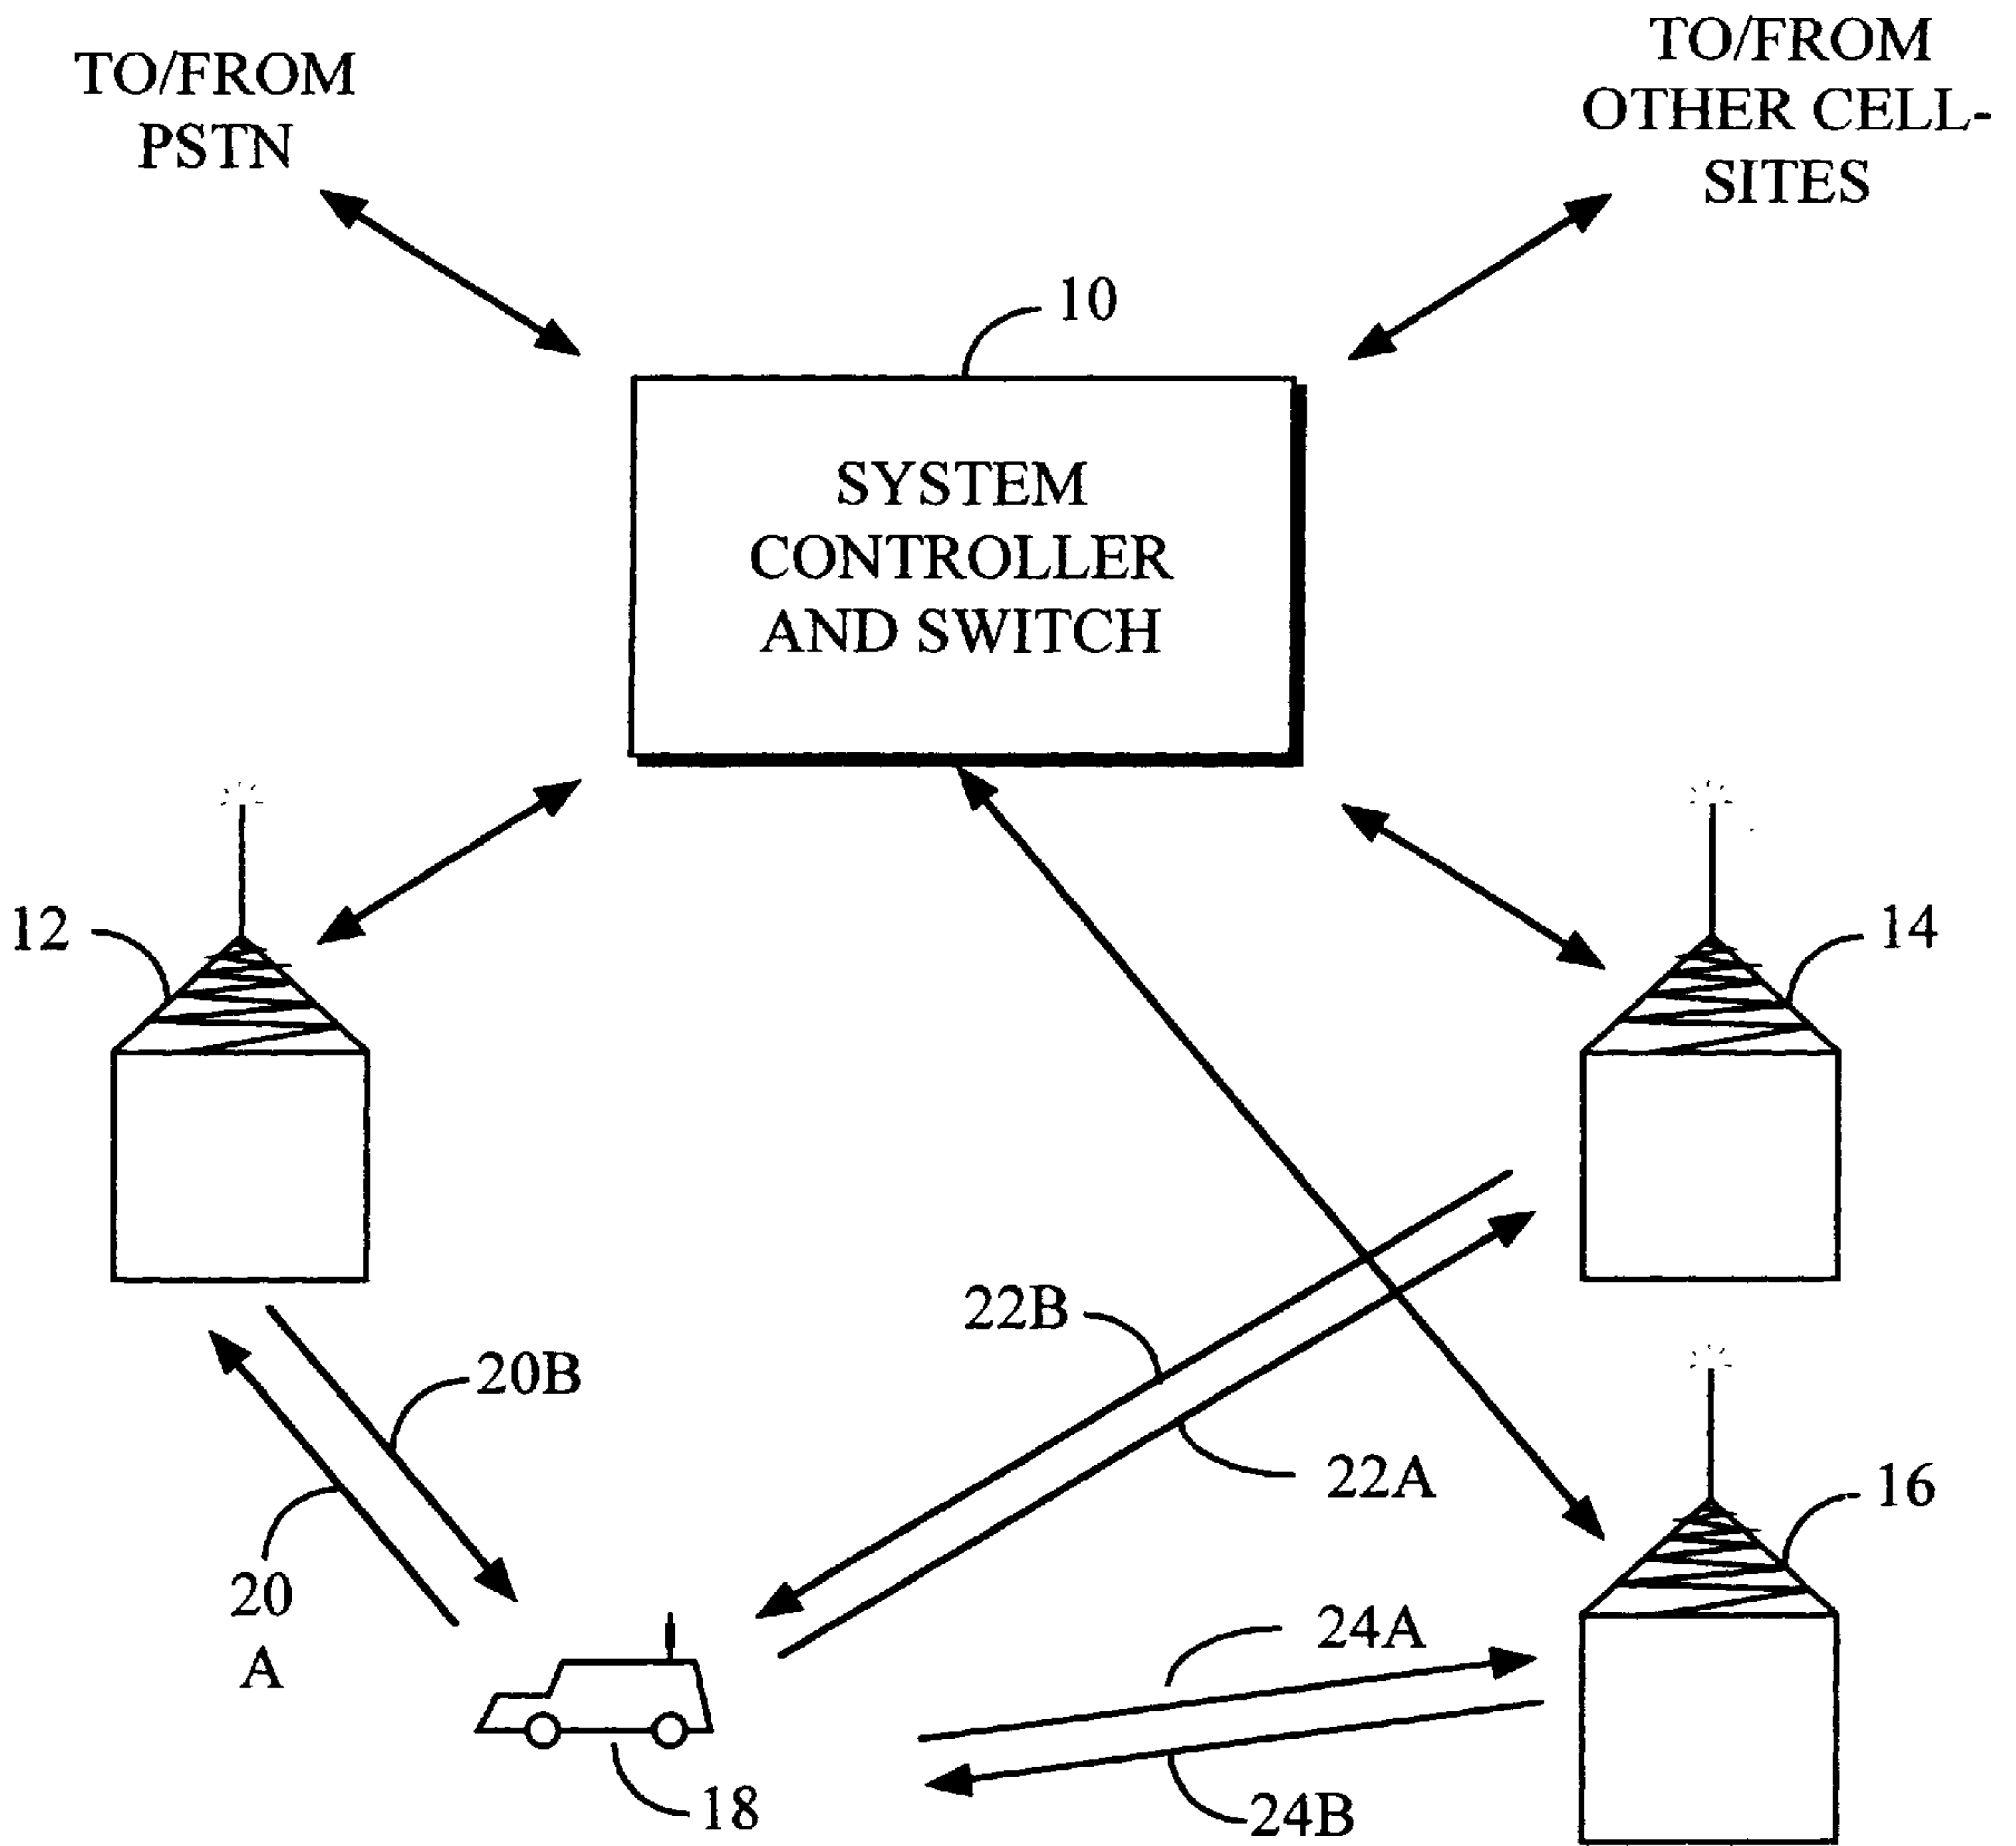 TO/FROM
PSTN
TO/FROM
OTHER CELL-
SITES
10
SYSTEM
CONTROLLER
AND SWITCH
12
14
22B
20B
22A
16
20
A
24A
18
24B